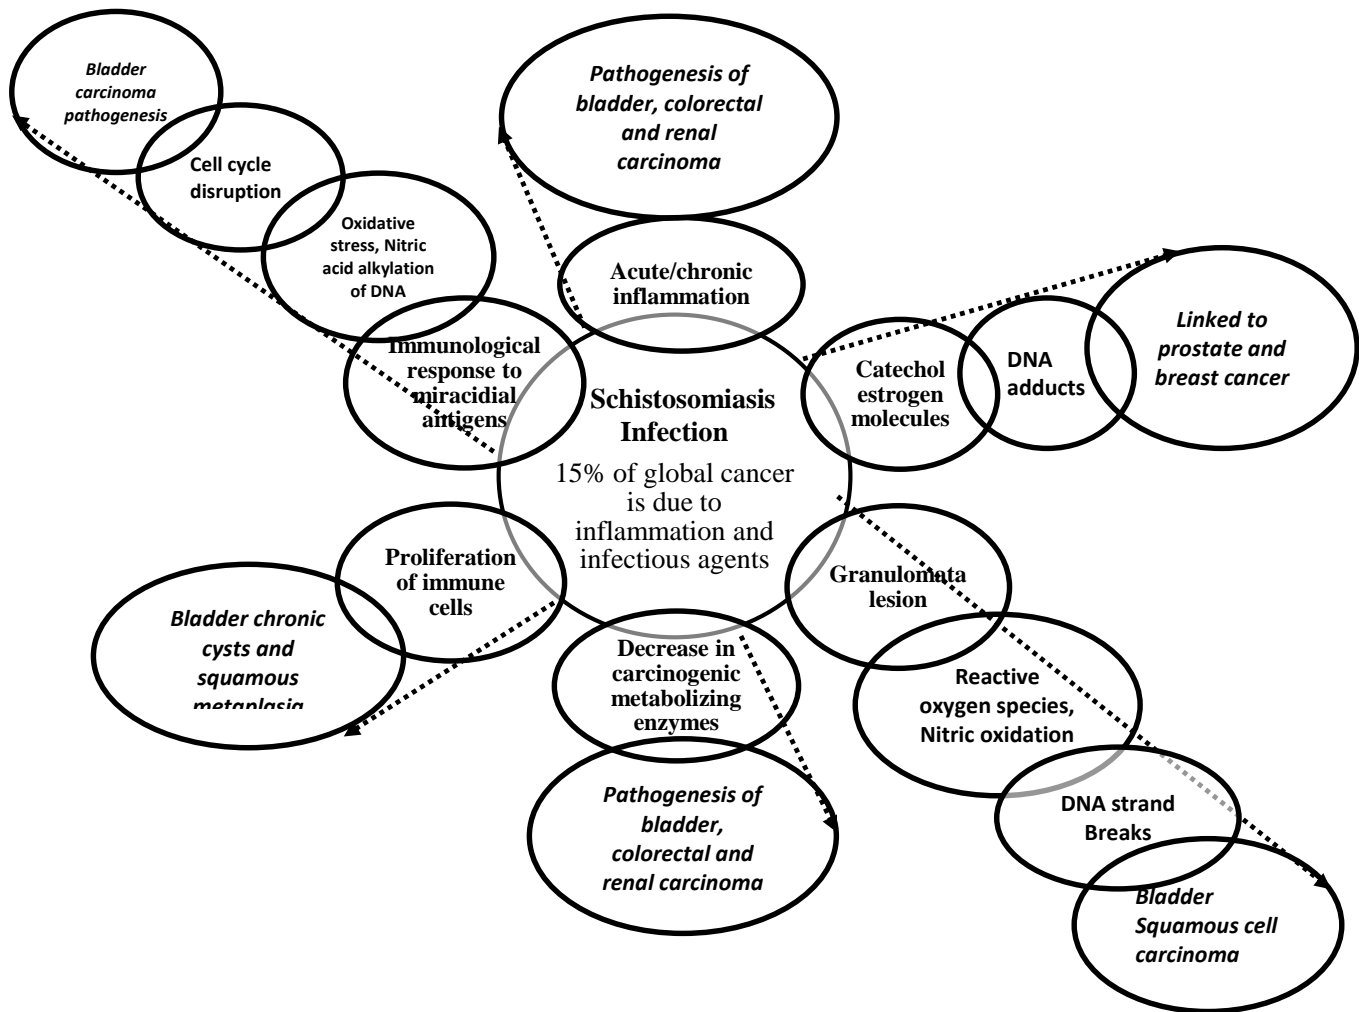 Bladder
carcinoma
pathogenesis
Cell cycle
disruption
Oxidative
stress, Nitric
acid alkylation
of DNA
Immunological
response to
miracidial
antigens
Pathogenesis of
bladder, colorectal
and renal
carcinoma
Acute/chronic
inflammation
Catechol
estrogen
molecules
DNA
adducts
Linked to
prostate and
breast cancer
Schistosomiasis
Infection
15% of global cancer
is due to
inflammation and
infectious agents
Proliferation
of immune
cells
Bladder chronic
cysts and
squamous
metaplasia
Decrease in
carcinogenic
metabolizing
enzymes
Pathogenesis of
bladder,
colorectal and
renal carcinoma
Granulomata
lesion
Reactive
oxygen species,
Nitric oxidation
DNA strand
Breaks
Bladder
Squamous cell
carcinoma